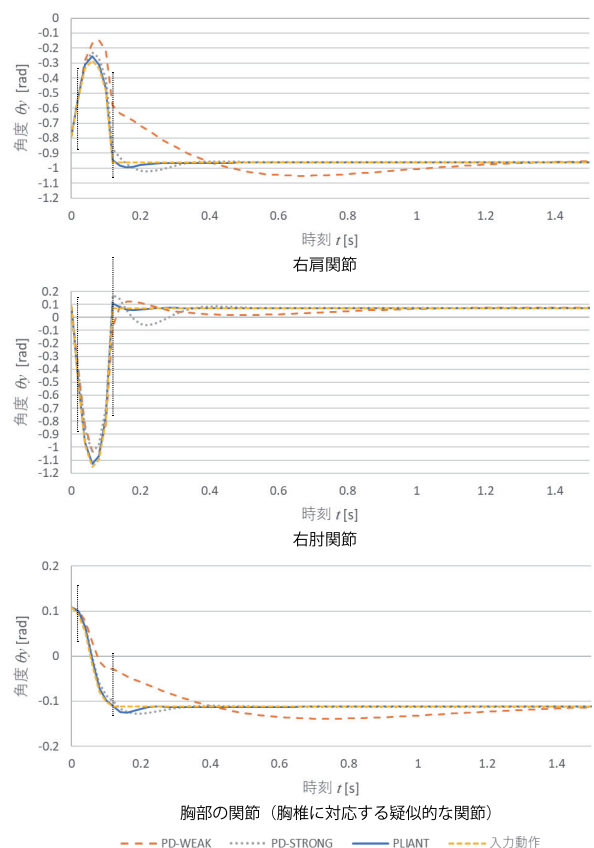 0
-0.1
-0.2
-0.3
-0.4
-0.5
-0.6
-0.7
-0.8
-0.9
-1
-1.1
-1.2
角度 θy [rad]
0 0.2 0.4 0.6 0.8 1 1.2 1.4
時刻 t [s]
右肩関節
0.2
0.1
0
-0.1
-0.2
-0.3
-0.4
-0.5
-0.6
-0.7
-0.8
-0.9
-1
-1.1
-1.2
角度 θy [rad]
0 0.2 0.4 0.6 0.8 1 1.2 1.4
時刻 t [s]
右肘関節
0.2
0.1
0
-0.1
-0.2
角度 θy [rad]
0 0.2 0.4 0.6 0.8 1 1.2 1.4
時刻 t [s]
胸部の関節（胸椎に対応する疑似的な関節）
PD-WEAK PD-STRONG PLIANT 入力動作